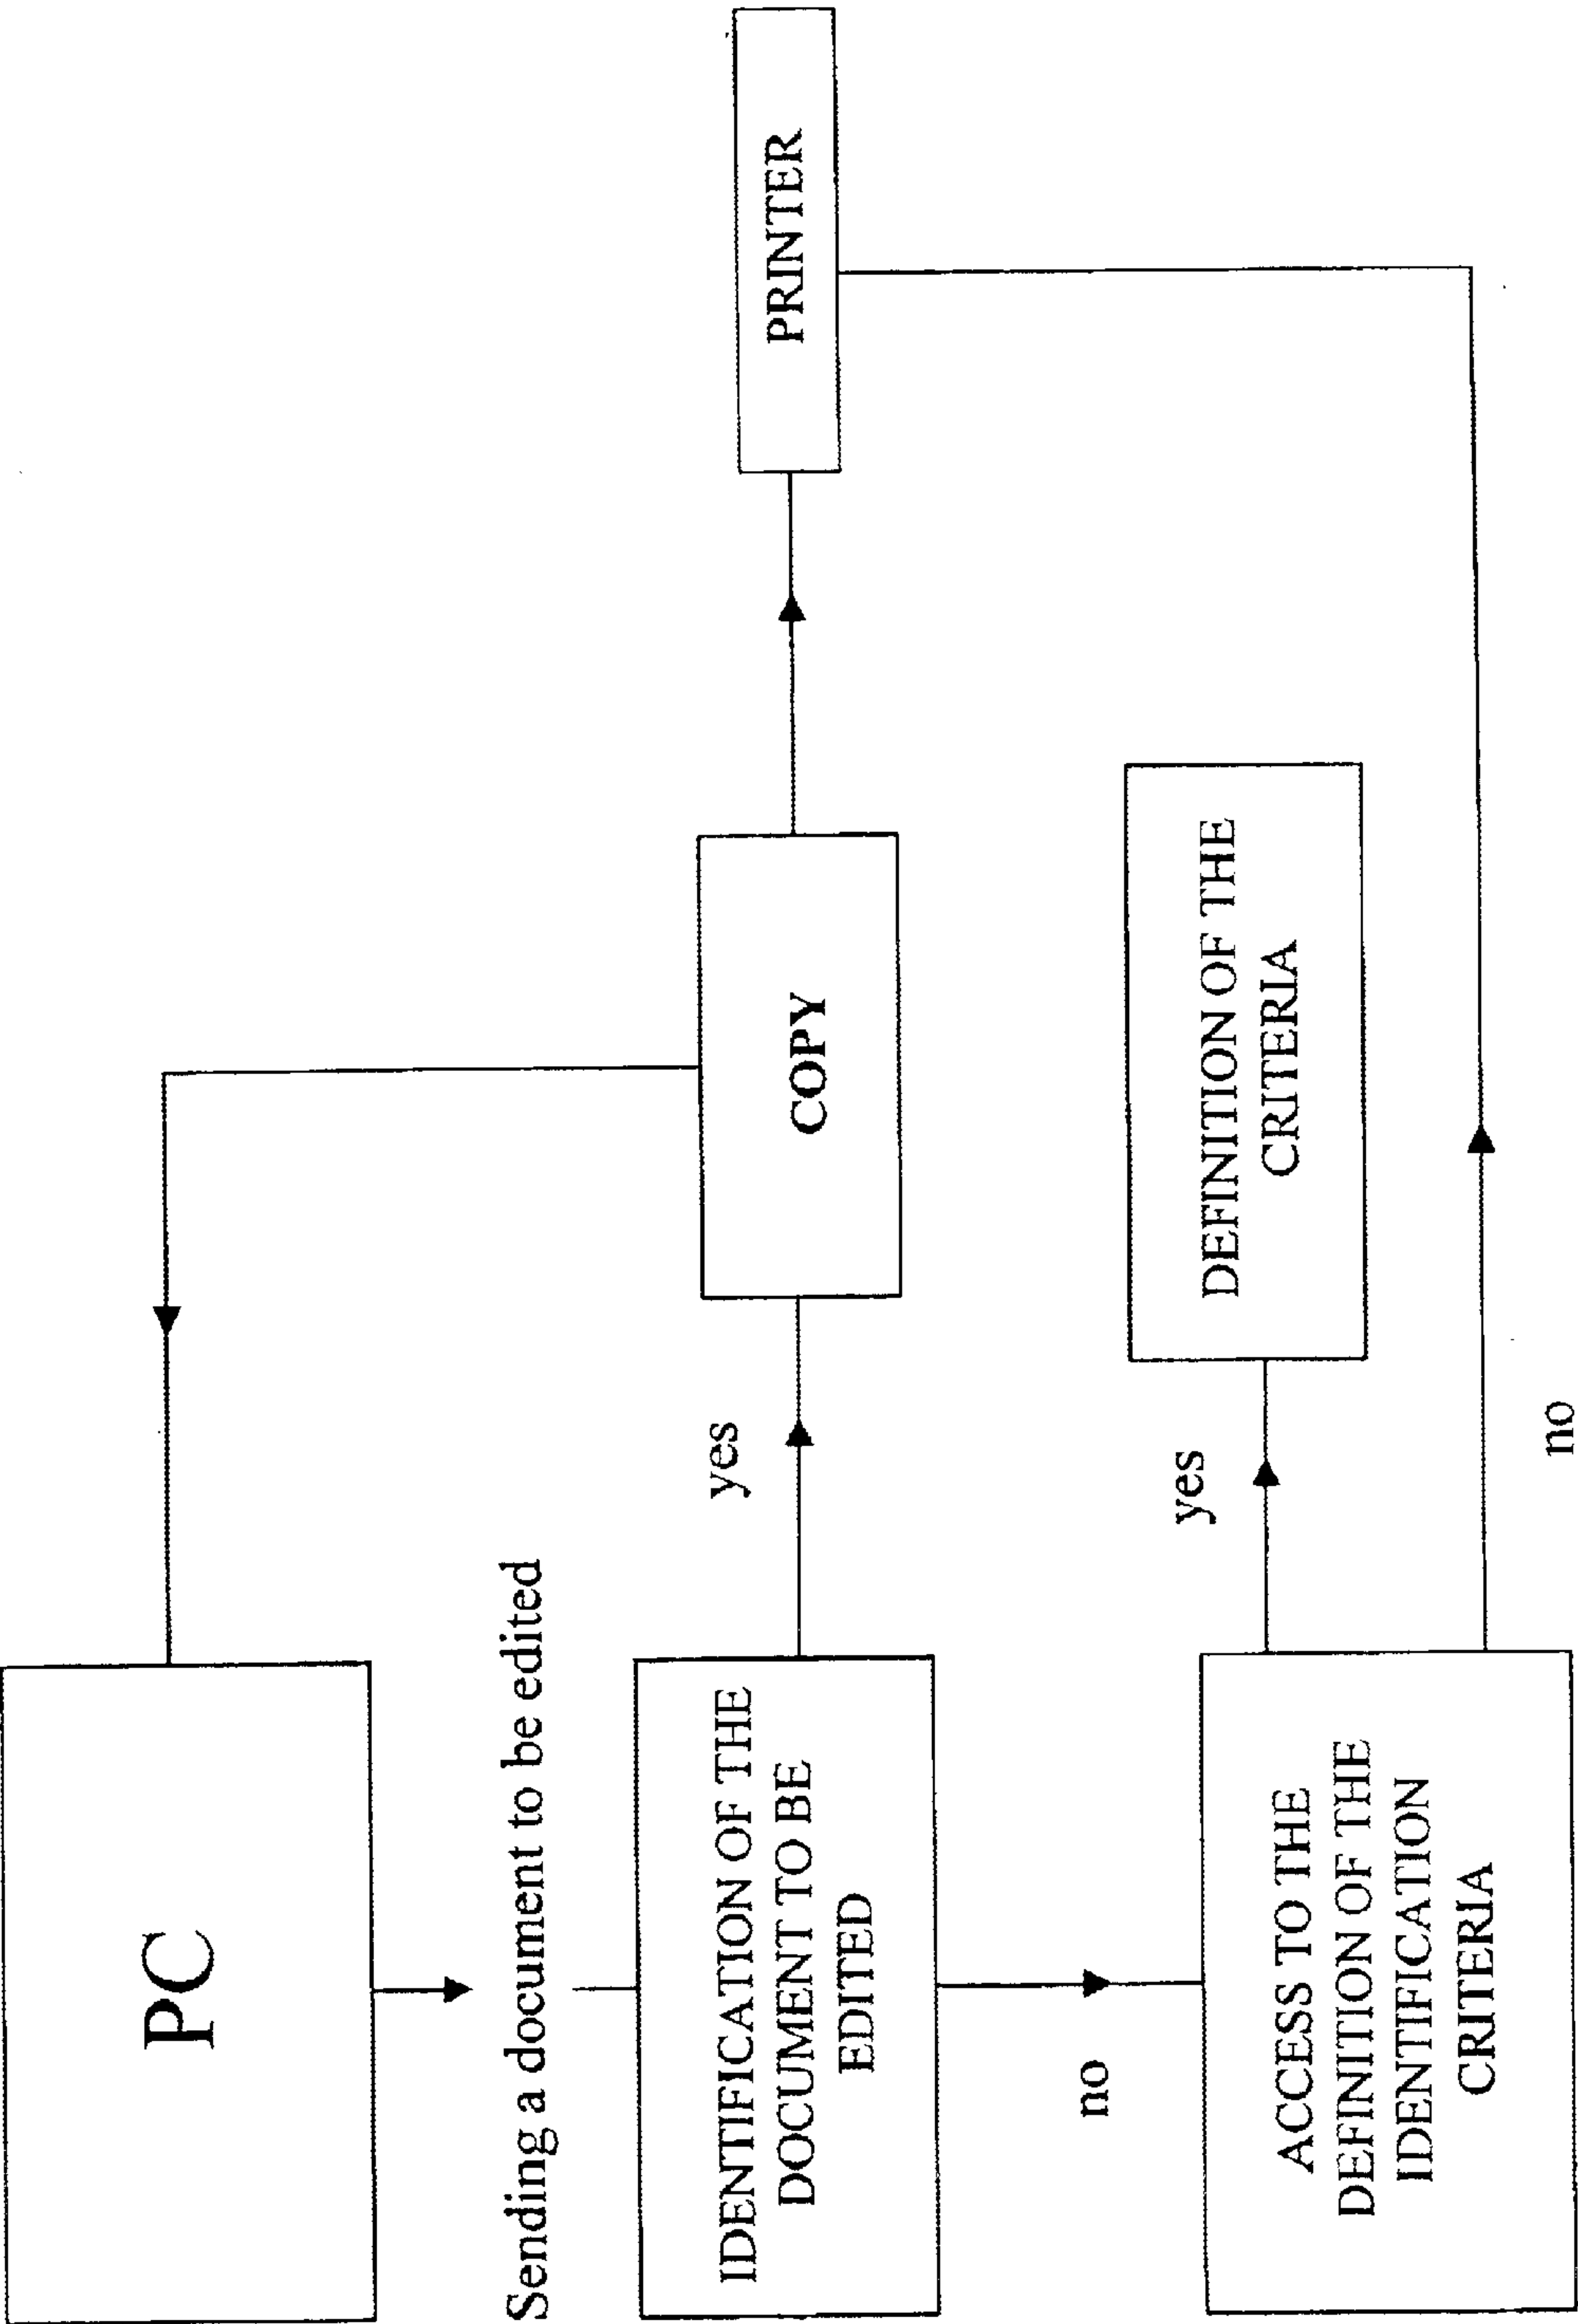 PC
Sending a document to be edited
IDENTIFICATION OF THE
DOCUMENT TO BE
EDITED
yes
COPY
PRINTER
no
ACCESS TO THE
DEFINITION OF THE
IDENTIFICATION
CRITERIA
yes
DEFINITION OF THE
CRITERIA
no